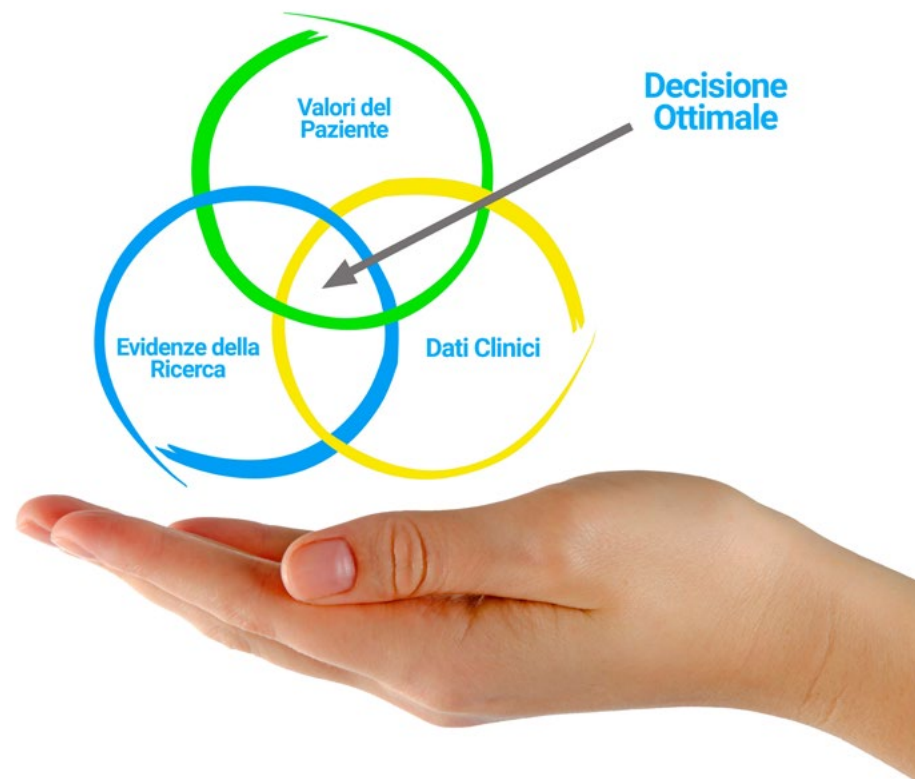 Valori del
Paziente
Decisione
Ottimale
Evidenze della
Ricerca
Dati Clinici